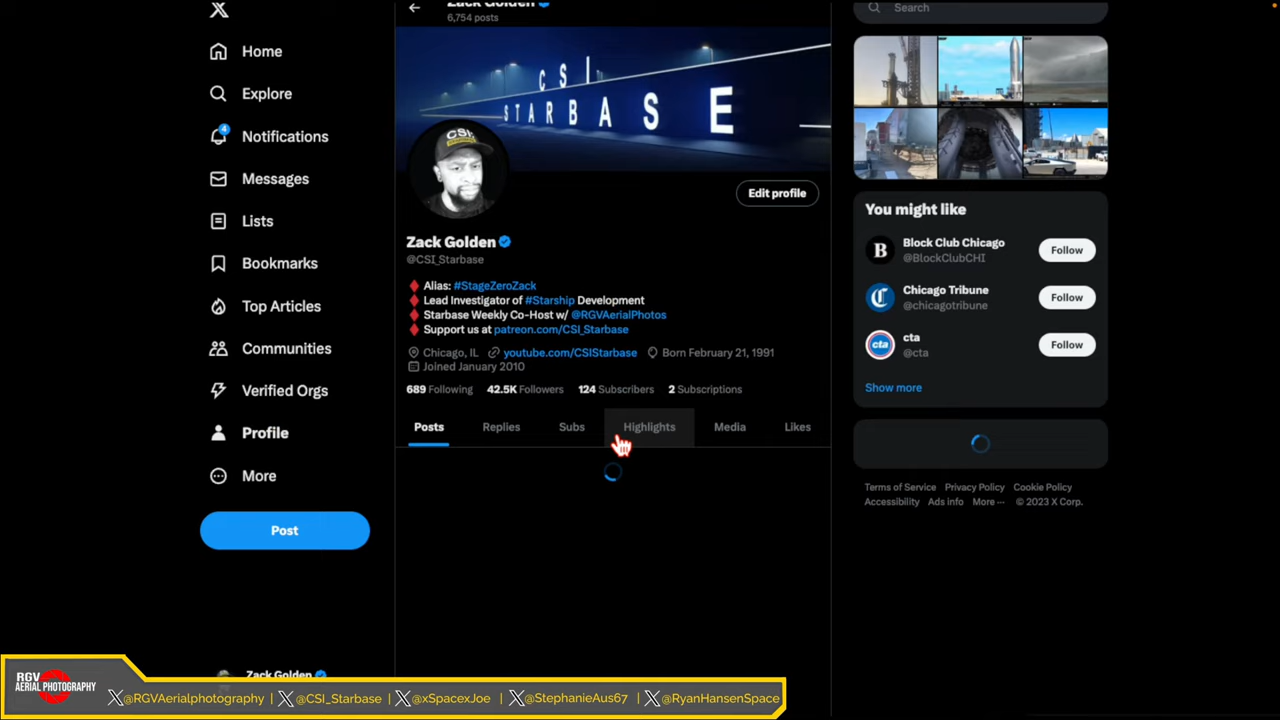 Home
Explore
4
Notifications
Messages
Lists
Bookmarks
Top Articles
Communities
Verified Orgs
Profile
More
Post
Zack Golden
Zack Golden
6,754 posts
CSI
STARBASE
CSI
Edit profile
Zack Golden
@CSI_Starbase
Alias: #StageZeroZack
Lead Investigator of #Starship Development
Starbase Weekly Co-Host w/ @RGVAerialPhotos
Support us at patreon.com/CSI_Starbase
Chicago, IL youtube.com/CSIStarbase Born February 21, 1991
Joined January 2010
689 Following 42.5K Followers 124 Subscribers 2 Subscriptions
Posts Replies Subs Highlights Media Likes
Search
You might like
B Block Club Chicago
@BlockClubCHI
Follow
Chicago Tribune
@chicagotribune
Follow
cta cta
@cta
Follow
Show more
Terms of Service Privacy Policy Cookie Policy
Accessibility Ads info More ··· © 2023 X Corp.
RGV
AERIAL PHOTOGRAPHY
@RGVAerialphotography | @CSI_Starbase | @xSpacexJoe | @StephanieAus67 | @RyanHansenSpace